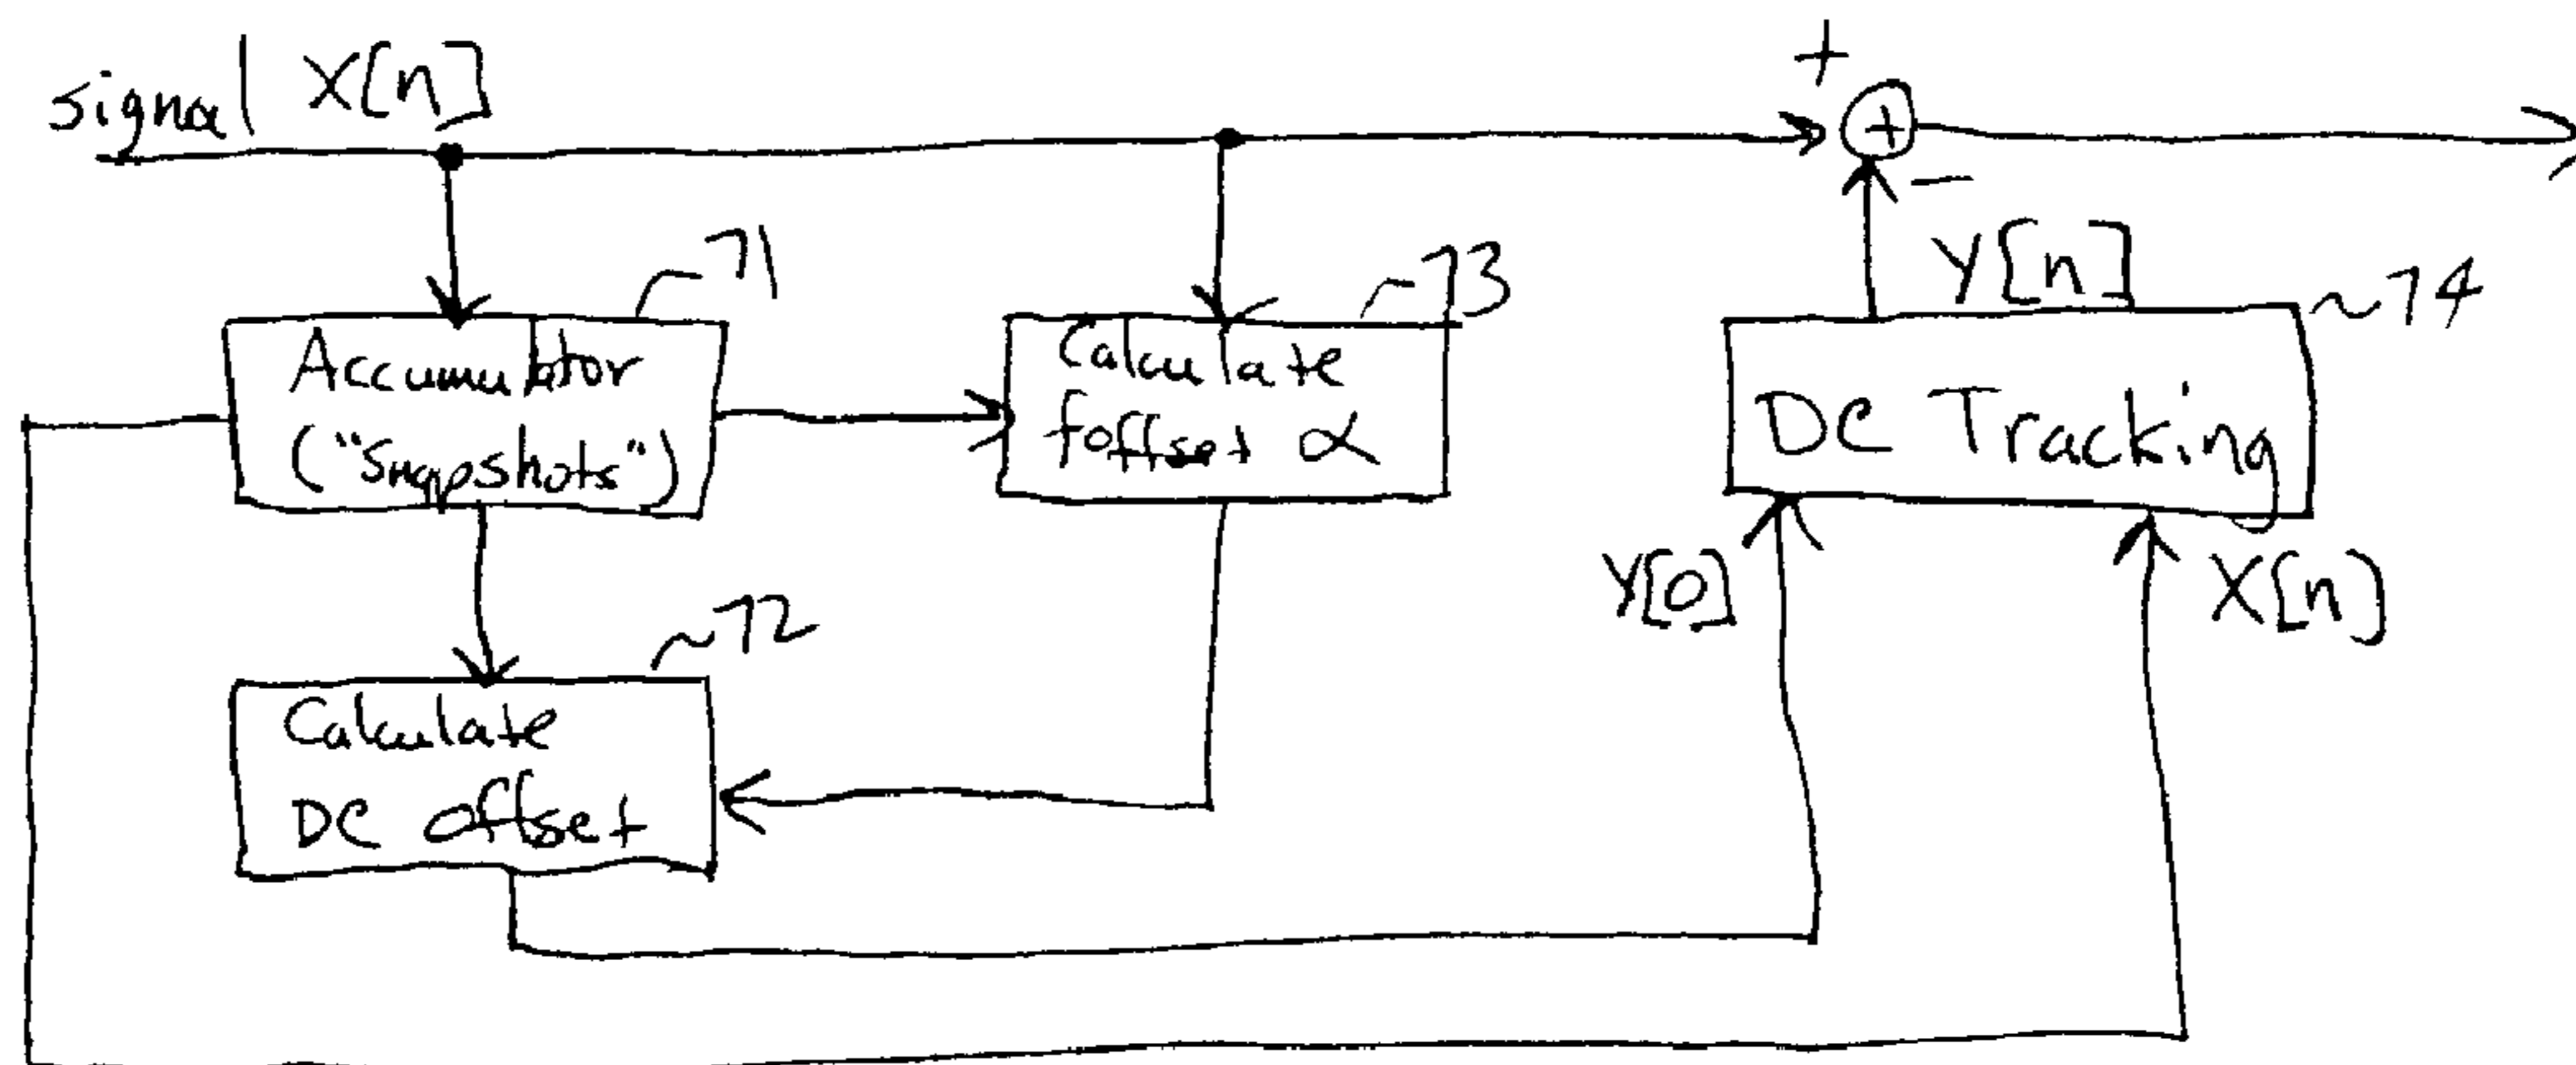 signal X[n]
+
+
−
71
Accumulator
("Snapshots")
73
Calculate
foffset α
Y[n]
74
DC Tracking
Y[0]
X[n]
72
Calculate
DC offset